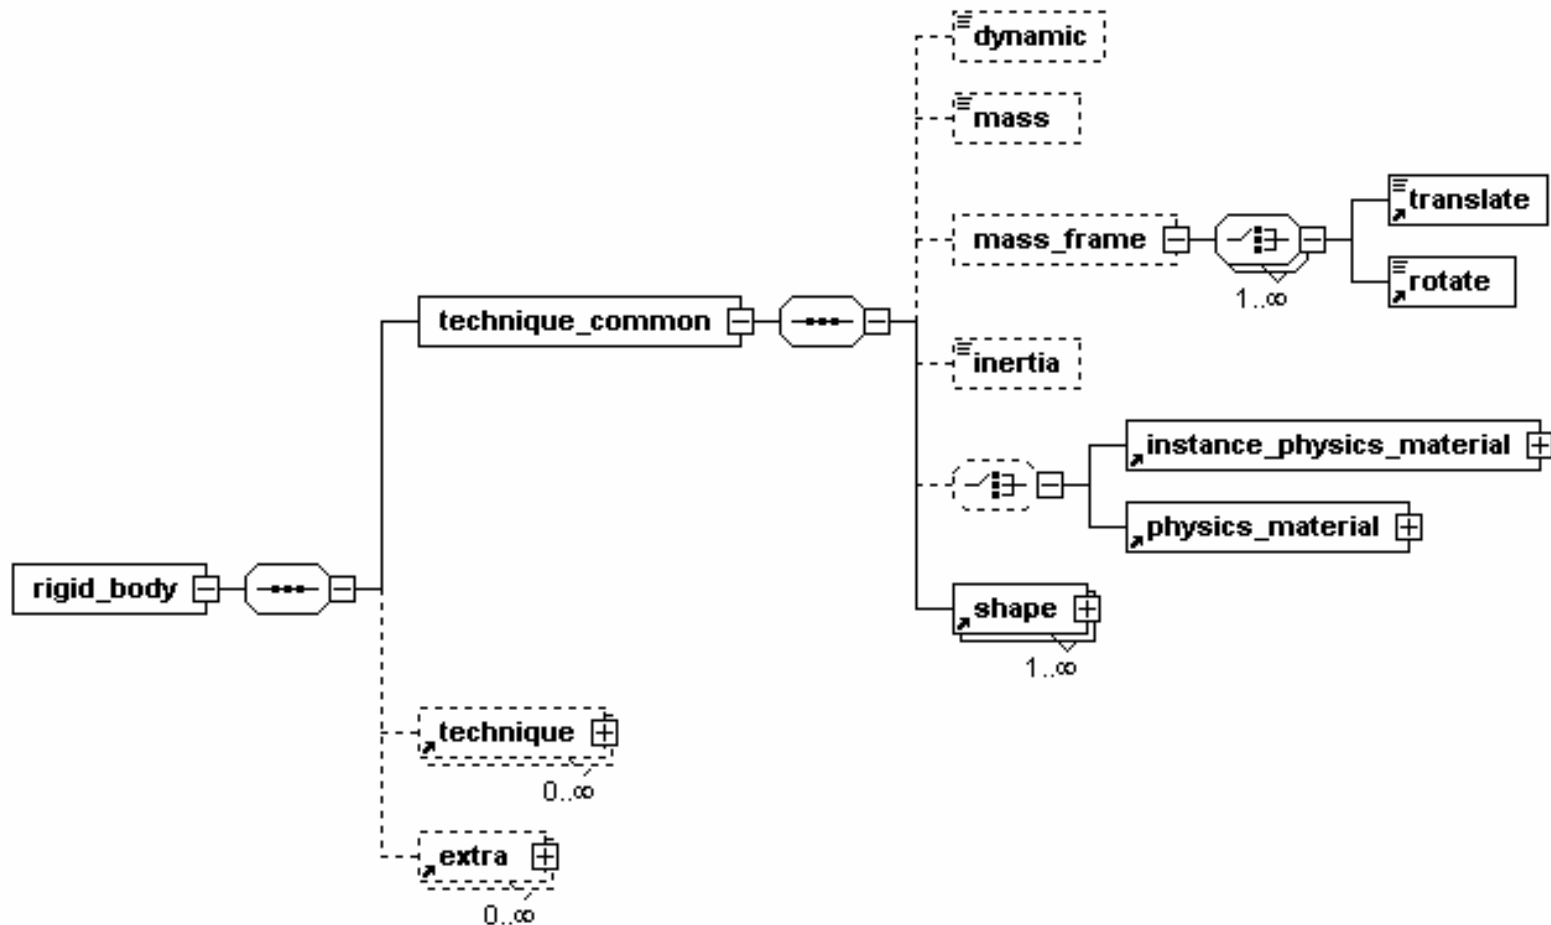 dynamic
mass
mass_frame
translate
rotate
1..∞
technique_common
inertia
instance_physics_material
physics_material
rigid_body
shape
1..∞
technique
0..∞
extra
0..∞